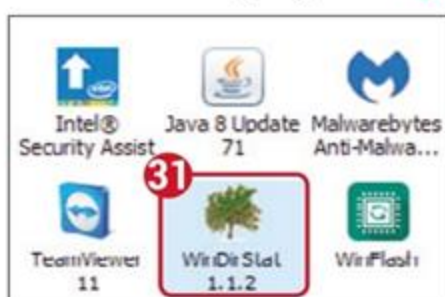 Intel®
Security Assist
Java 8 Update
71
Malwarebytes
Anti-Malwa...
31
TeamViewer
11
WinDirStat
1.1.2
WinFlash